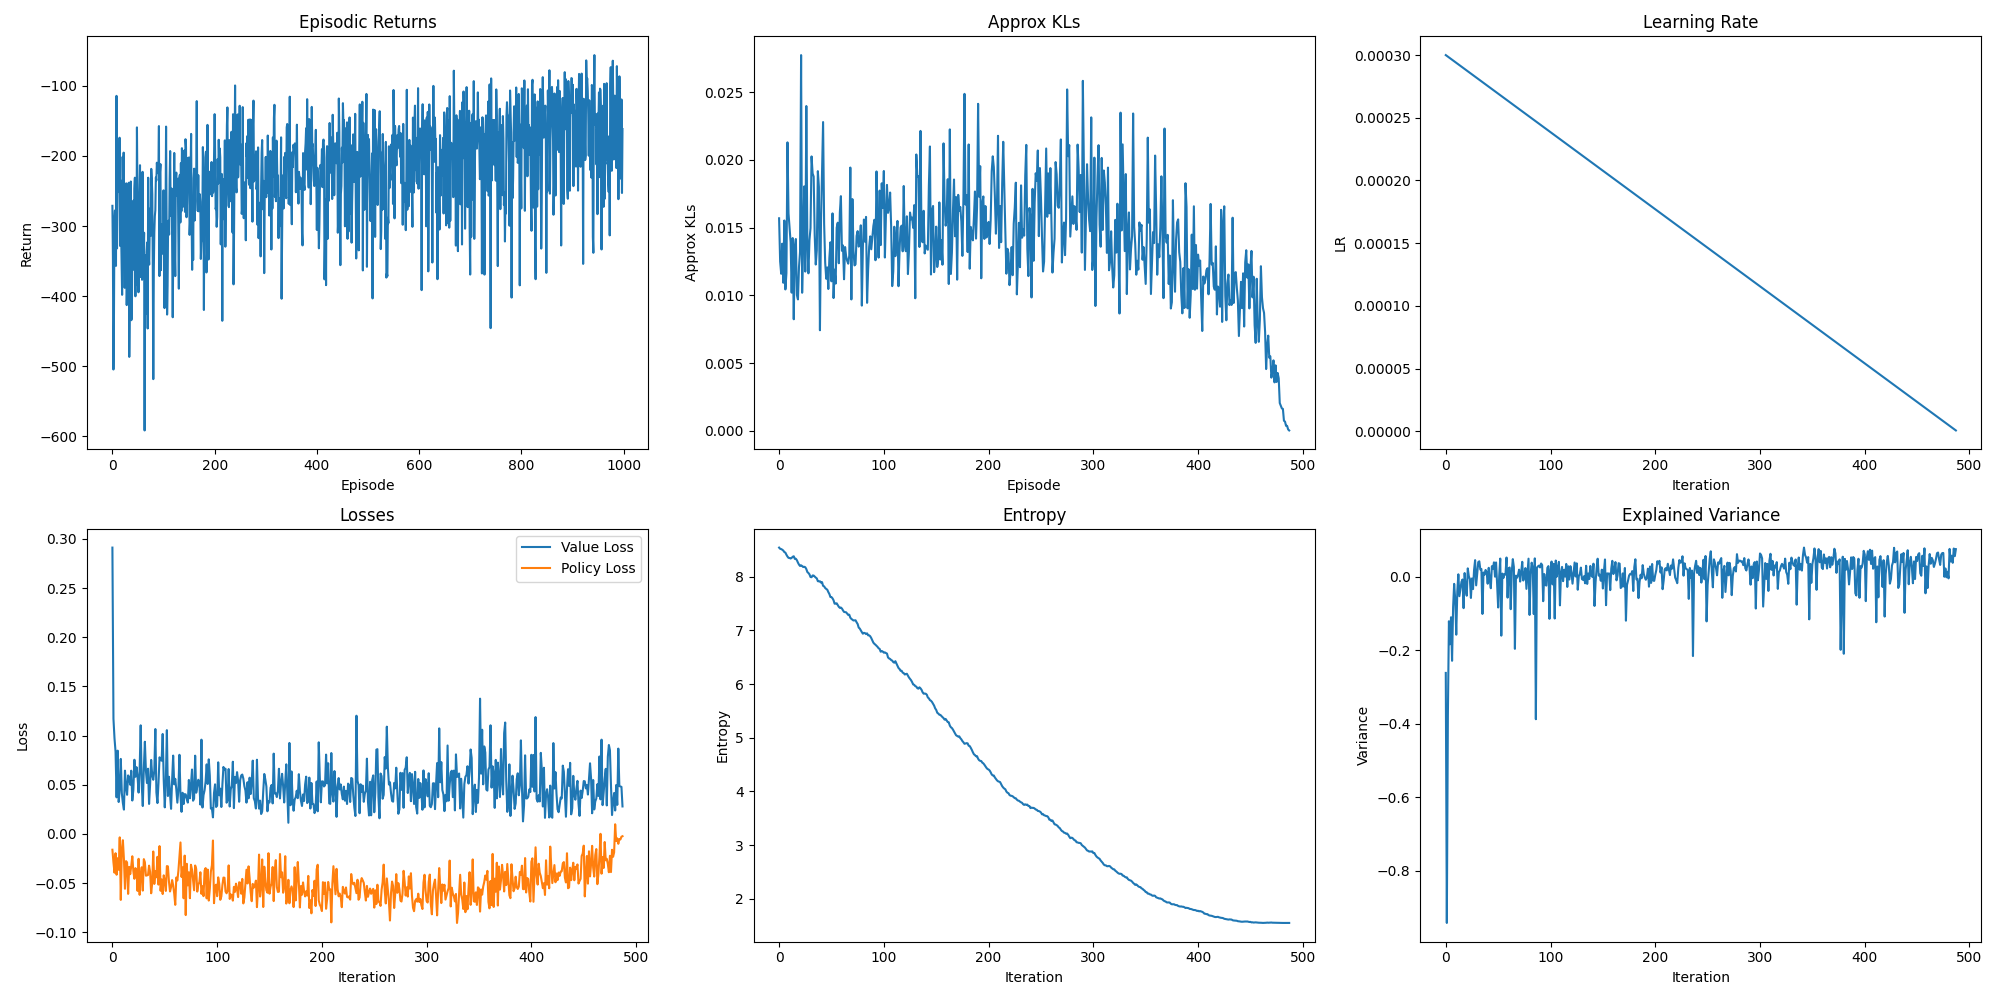 Episodic Returns
−100
−200
−300
−400
−500
−600
Return
0 200 400 600 800 1000
Episode
Approx KLs
0.025
0.020
0.015
0.010
0.005
0.000
Approx KLs
0 100 200 300 400 500
Episode
Learning Rate
0.00030
0.00025
0.00020
0.00015
0.00010
0.00005
0.00000
LR
0 100 200 300 400 500
Iteration
Losses
Value Loss
Policy Loss
0.30
0.25
0.20
0.15
0.10
0.05
0.00
−0.05
−0.10
Loss
0 100 200 300 400 500
Iteration
Entropy
8
7
6
5
4
3
2
Entropy
0 100 200 300 400 500
Iteration
Explained Variance
0.0
−0.2
−0.4
−0.6
−0.8
Variance
0 100 200 300 400 500
Iteration